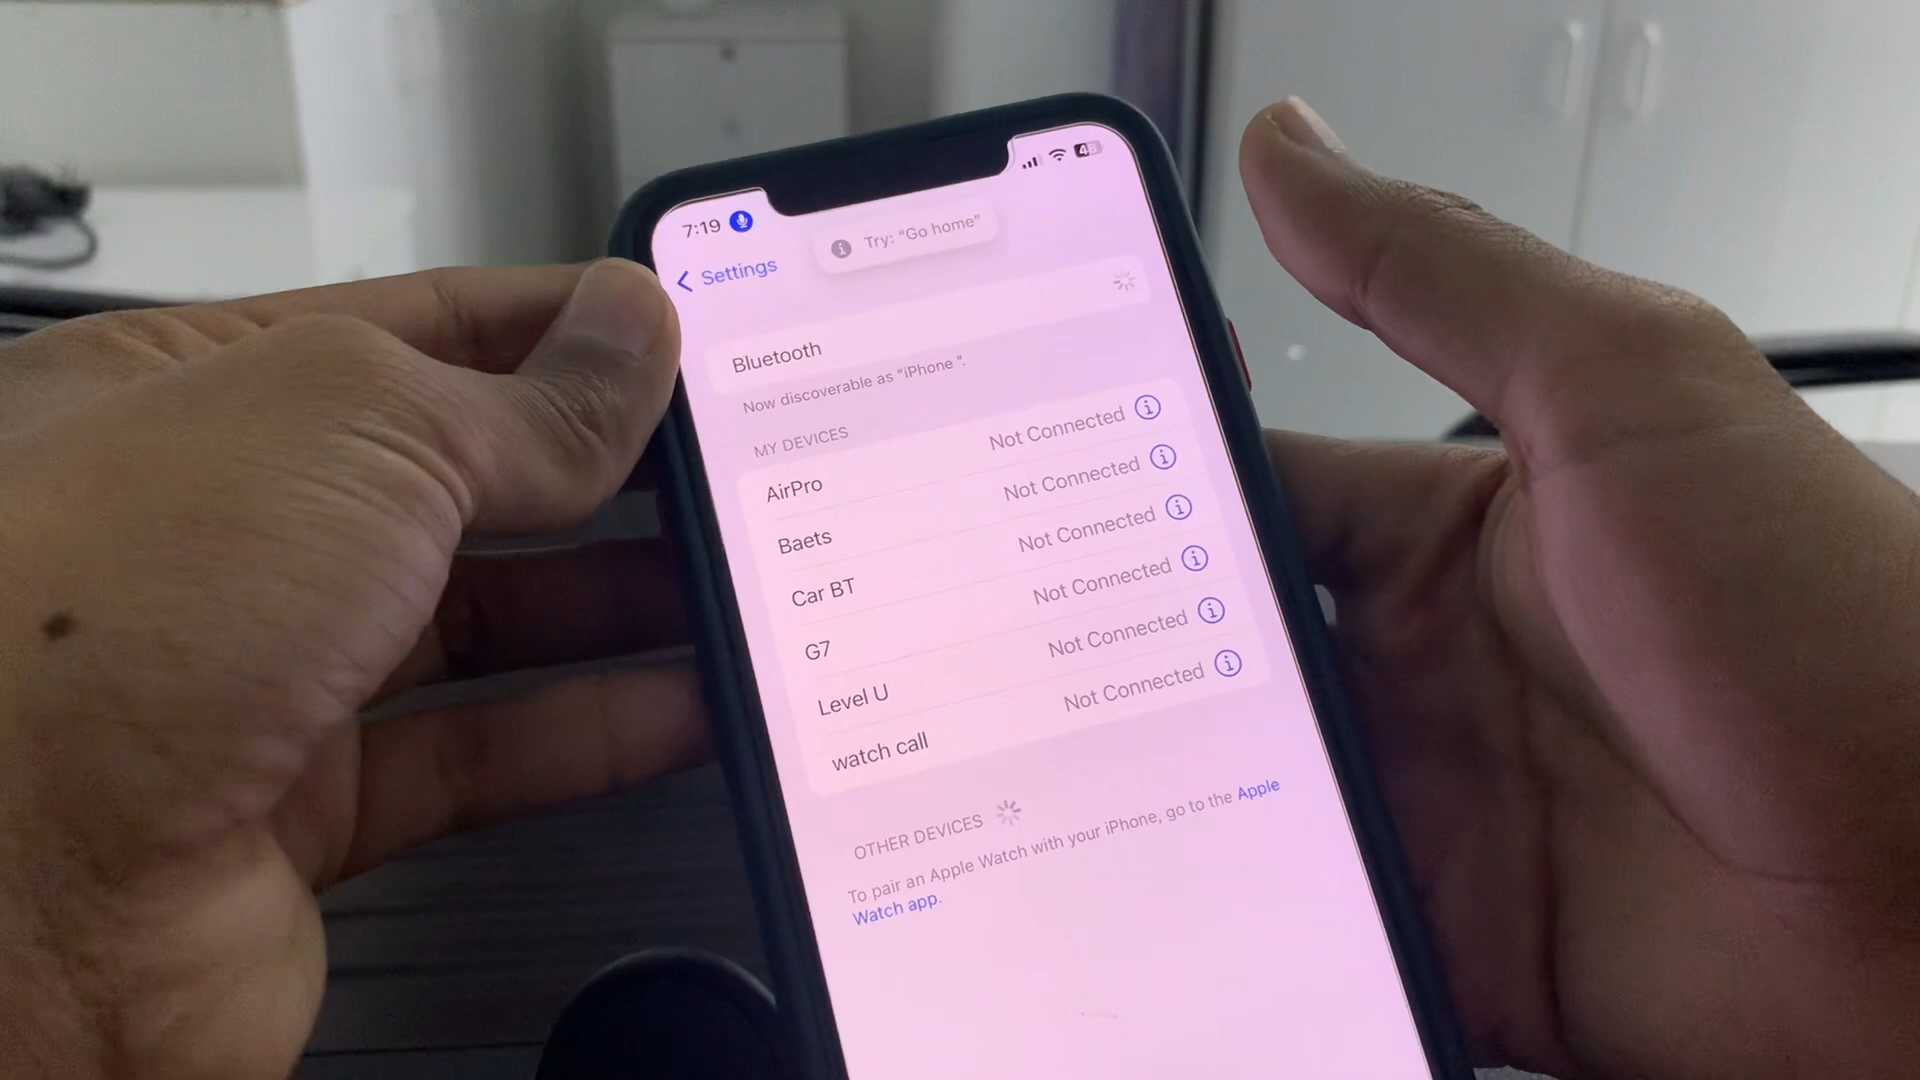 7:19
48
Try: “Go home”
Settings
Bluetooth
Now discoverable as “iPhone ”.
MY DEVICES
AirPro Not Connected
Baets Not Connected
Car BT Not Connected
G7 Not Connected
Level U Not Connected
watch call Not Connected
OTHER DEVICES
To pair an Apple Watch with your iPhone, go to the Apple
Watch app.